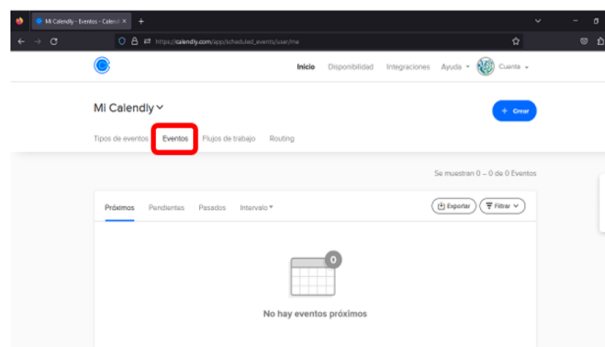 Mi Calendly - Eventos - Calend
https://calendly.com/app/scheduled_events/user/me
Inicio Disponibilidad Integraciones Ayuda Cuenta
Mi Calendly
+ Crear
Tipos de eventos Eventos Flujos de trabajo Routing
Se muestran 0 – 0 de 0 Eventos
Próximos Pendientes Pasados Intervalo
Exportar Filtrar
0
No hay eventos próximos